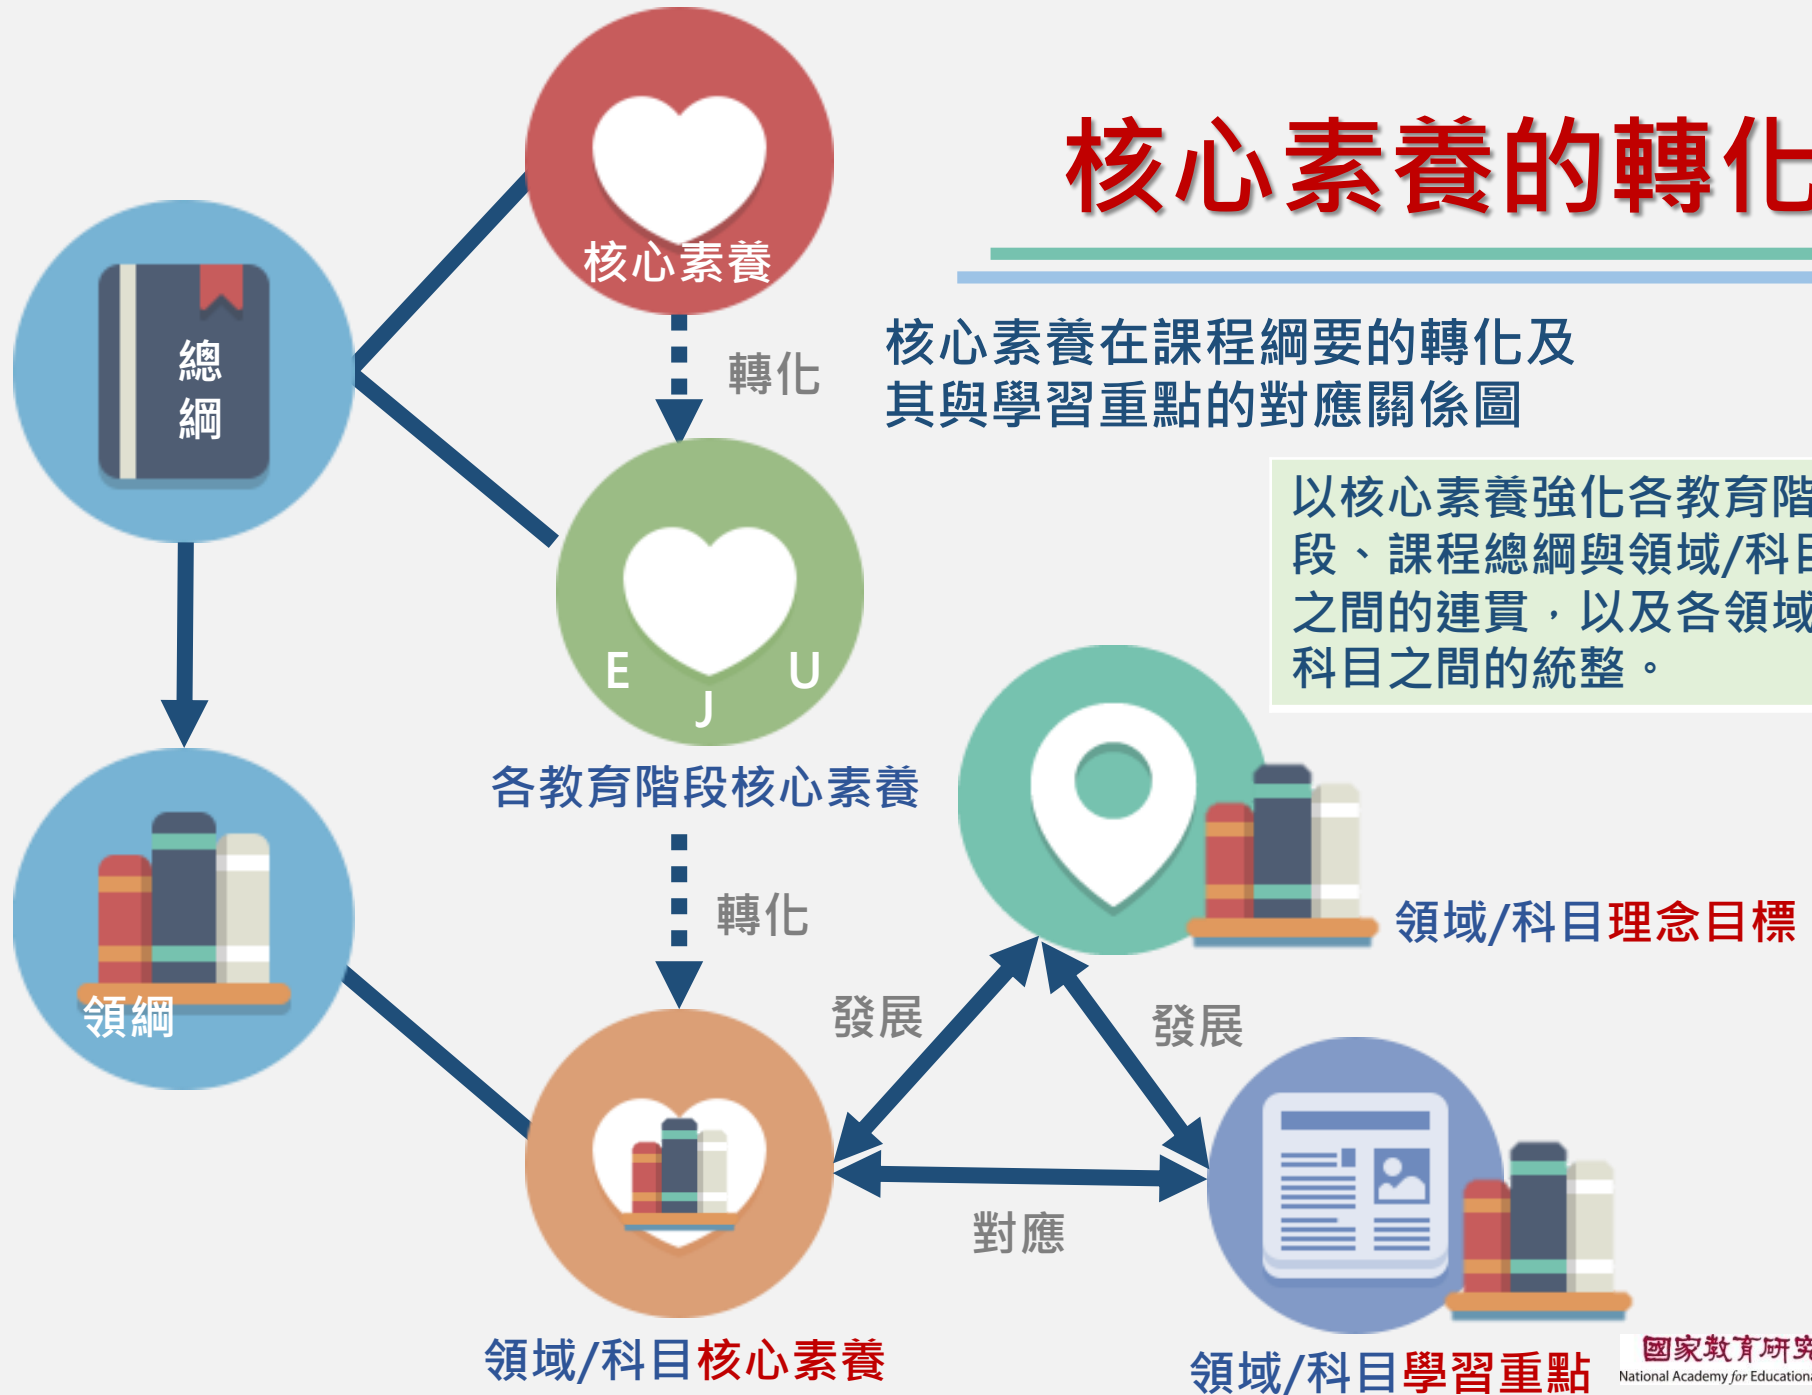 核心素養的轉化
核心素養
總
綱
轉化
核心素養在課程綱要的轉化及
其與學習重點的對應關係圖
以核心素養強化各教育階
段、課程總綱與領域/科目
之間的連貫，以及各領域
科目之間的統整。
E
J
U
各教育階段核心素養
轉化
領綱
領域/科目理念目標
發展
發展
對應
領域/科目核心素養
領域/科目學習重點
國家教育研究
National Academy for Educational